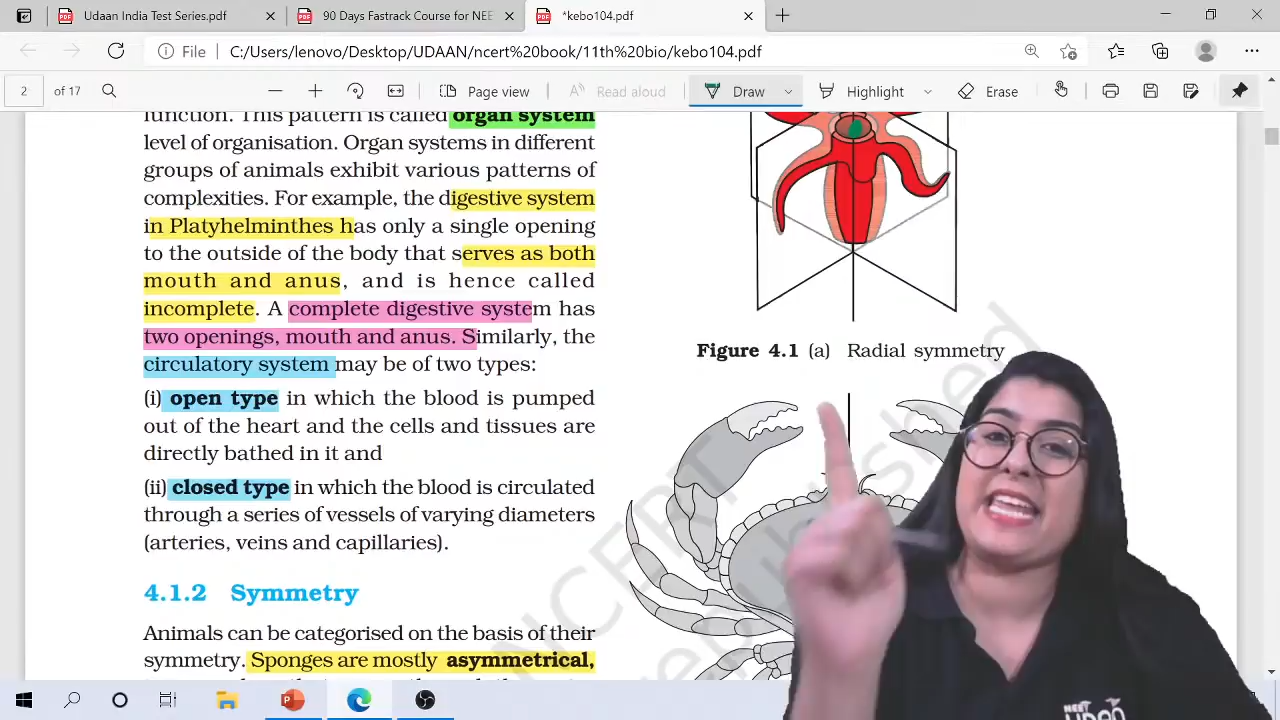 Udaan India Test Series.pdf
90 Days Fastrack Course for NEE
*kebo104.pdf
File
C:/Users/lenovo/Desktop/UDAAN/ncert%20book/11th%20bio/kebo104.pdf
2 of 17
Page view
Read aloud
Draw
Highlight
Erase
function. This pattern is called organ system
level of organisation. Organ systems in different
groups of animals exhibit various patterns of
complexities. For example, the digestive system
in Platyhelminthes has only a single opening
to the outside of the body that serves as both
mouth and anus, and is hence called
incomplete. A complete digestive system has
two openings, mouth and anus. Similarly, the
circulatory system may be of two types:
(i) open type in which the blood is pumped
out of the heart and the cells and tissues are
directly bathed in it and
(ii) closed type in which the blood is circulated
through a series of vessels of varying diameters
(arteries, veins and capillaries).
4.1.2 Symmetry
Animals can be categorised on the basis of their
symmetry. Sponges are mostly asymmetrical,
Figure 4.1 (a) Radial symmetry
NCERT
NEET
UDAAN